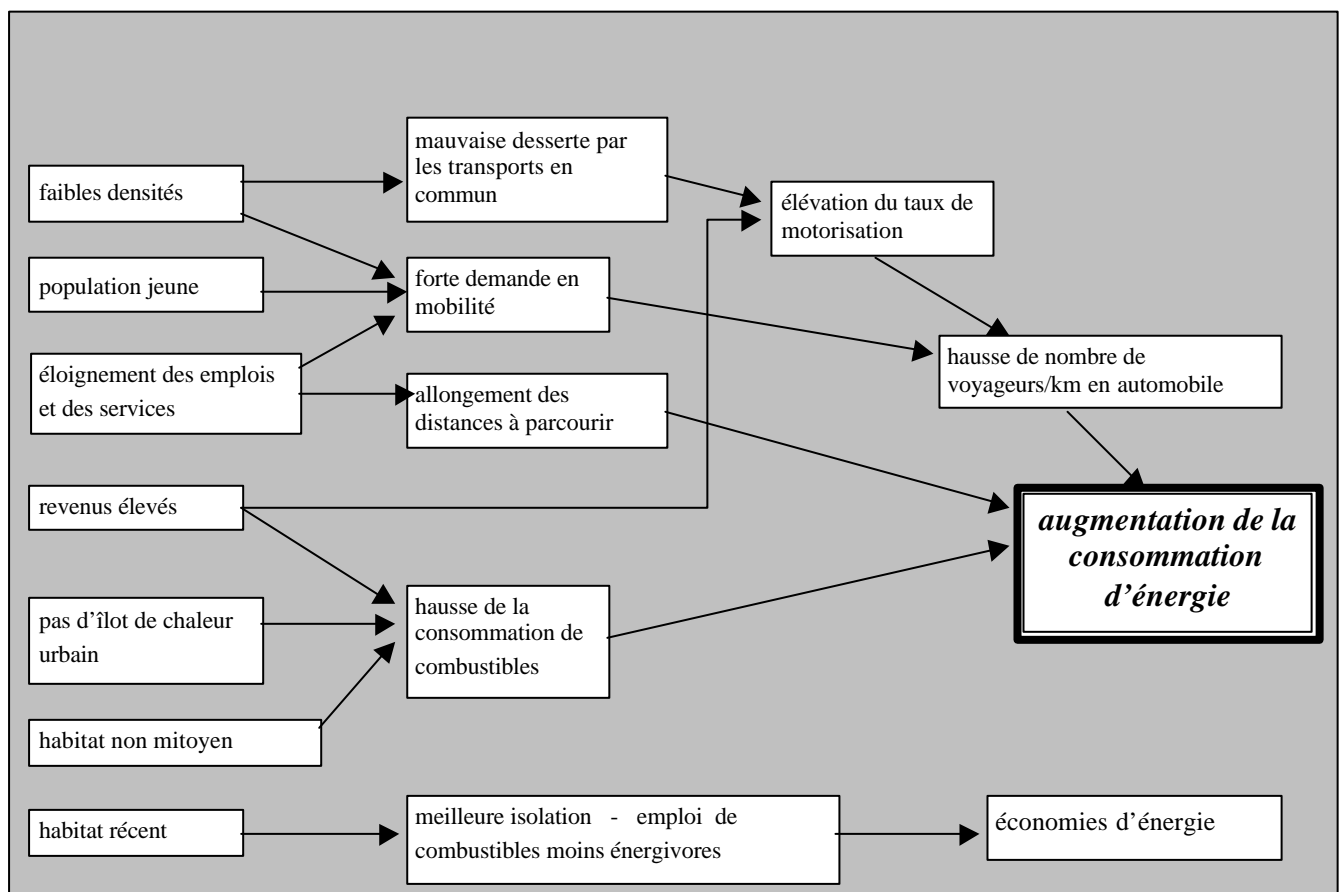 faibles densités
population jeune
éloignement des emplois
et des services
revenus élevés
pas d'îlot de chaleur
urbain
habitat non mitoyen
habitat récent
mauvaise desserte par
les transports en
commun
forte demande en
mobilité
allongement des
distances à parcourir
hausse de la
consommation de
combustibles
meilleure isolation - emploi de
combustibles moins énergivores
élévation du taux de
motorisation
hausse de nombre de
voyageurs/km en automobile
augmentation de la
consommation
d'énergie
économies d'énergie